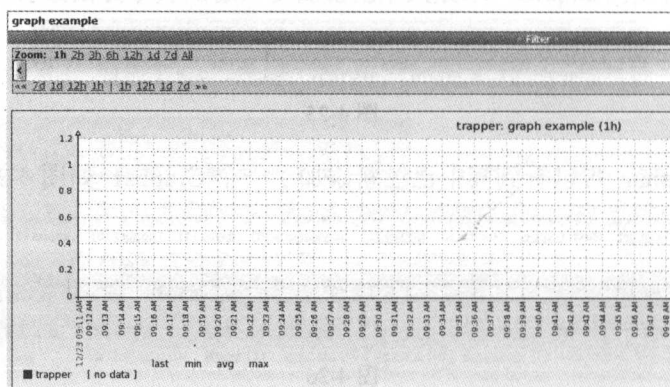 graph example
Filter
Zoom: 1h 2h 3h 6h 12h 1d 7d All
<
«« 7d 1d 12h 1h | 1h 12h 1d 7d »»
trapper: graph example (1h)
1.2
1
0.8
0.6
0.4
0.2
0
12/23 09:11 AM
09:12 AM
09:13 AM
09:14 AM
09:15 AM
09:16 AM
09:17 AM
09:18 AM
09:19 AM
09:20 AM
09:21 AM
09:22 AM
09:23 AM
09:24 AM
09:25 AM
09:26 AM
09:27 AM
09:28 AM
09:29 AM
09:30 AM
09:31 AM
09:32 AM
09:33 AM
09:34 AM
09:35 AM
09:36 AM
09:37 AM
09:38 AM
09:39 AM
09:40 AM
09:41 AM
09:42 AM
09:43 AM
09:44 AM
09:45 AM
09:46 AM
09:47 AM
09:48 AM
last min avg max
trapper [ no data ]